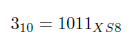 3₁₀ = 1011_XS8